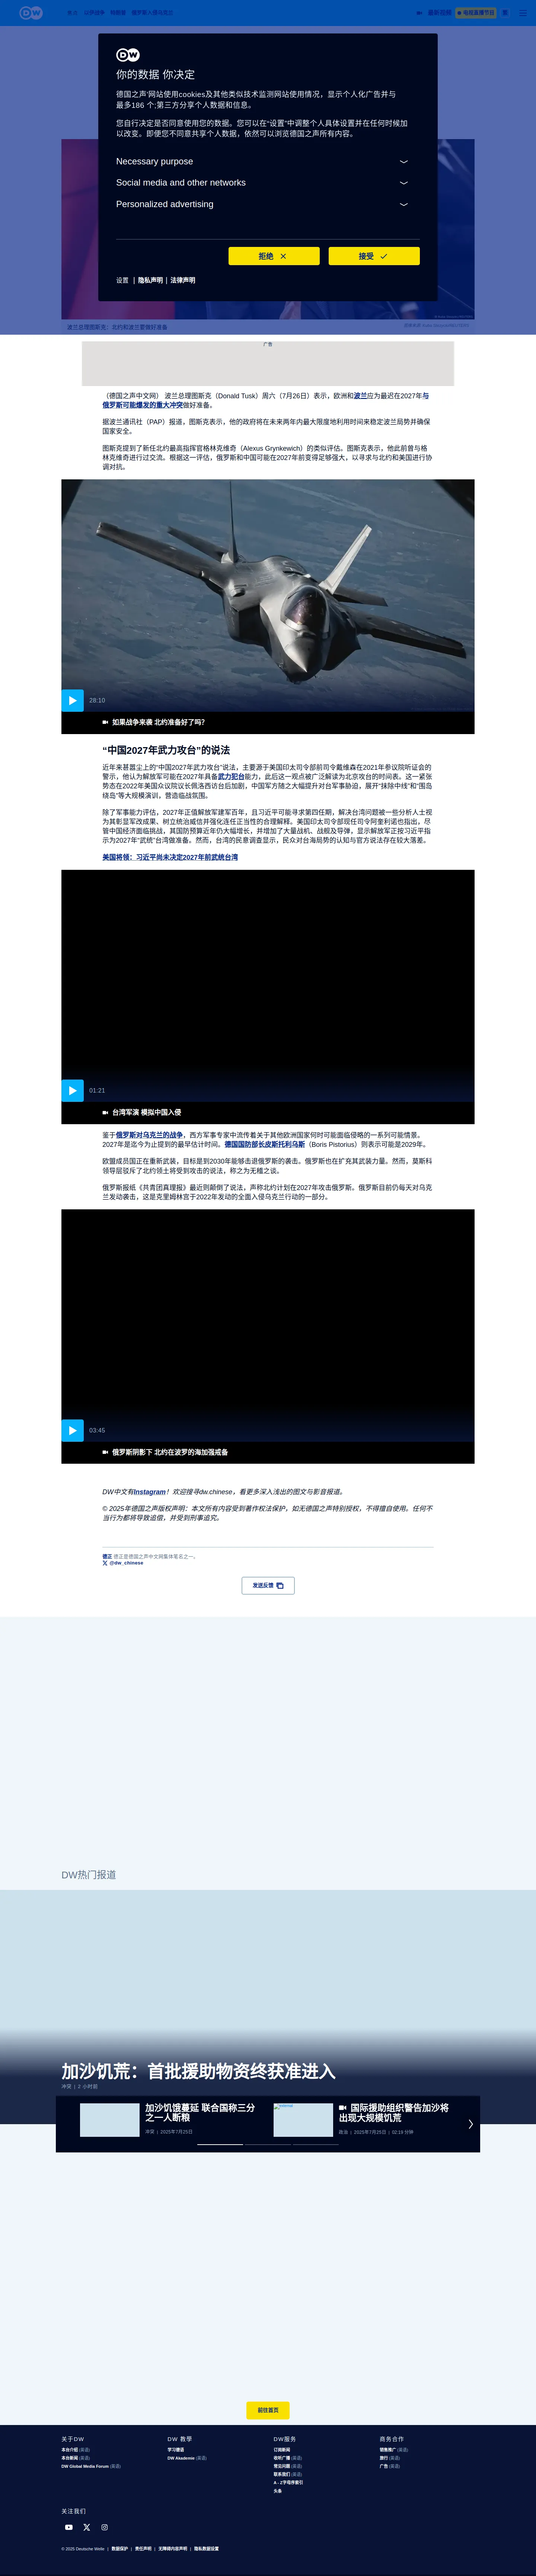 DW
以伊战争
俄罗斯入侵乌克兰
最新视频
电视直播节目
繁
DW
你的数据 你决定
德国之声'网站使用cookies及其他类似技术监测网站使用情况，显示个人化广告并与
最多186 个;第三方分享个人数据和信息。
您自行决定是否同意使用您的数据。您可以在“设置”中调整个人具体设置并在任何时候加
以改变。即使您不同意共享个人数据，依然可以浏览德国之声所有内容。
Necessary purpose
Social media and other networks
Personalized advertising
拒绝
接受
设置 | 隐私声明 | 法律声明
波兰总理图斯克：北约和波兰要做好准备
广告
（德国之声中文网） 波兰总理图斯克（Donald Tusk）周六（7月26日）表示，欧洲和波兰应为最迟在2027年与
俄罗斯可能爆发的重大冲突做好准备。
据波兰通讯社（PAP）报道，图斯克表示，他的政府将在未来两年内最大限度地利用时间来稳定波兰局势并确保
国家安全。
图斯克提到了新任北约最高指挥官格林克维奇（Alexus Grynkewich）的类似评估。图斯克表示，他此前曾与格
林克维奇进行过交流。根据这一评估，俄罗斯和中国可能在2027年前变得足够强大，以寻求与北约和美国进行协
调对抗。
28:10
如果战争来袭 北约准备好了吗？
“中国2027年武力攻台”的说法
近年来甚嚣尘上的“中国2027年武力攻台”说法，主要源于美国印太司令部前司令戴维森在2021年参议院听证会的
警示，他认为解放军可能在2027年具备武力犯台能力，此后这一观点被广泛解读为北京攻台的时间表。这一紧张
势态在2022年美国众议院议长佩洛西访台后加剧，中国军方随之大幅提升对台军事胁迫，展开“抹除中线”和“围岛
绕岛”等大规模演训，营造临战氛围。
除了军事能力评估，2027年正值解放军建军百年，且习近平可能寻求第四任期，解决台湾问题被一些分析人士视
为其彰显军改成果、树立统治威信并强化连任正当性的合理解释。美国印太司令部现任司令阿奎利诺也指出，尽
管中国经济面临挑战，其国防预算近年仍大幅增长，并增加了大量战机、战舰及导弹，显示解放军正按习近平指
示为2027年“武统”台湾做准备。然而，台湾的民意调查显示，民众对台海局势的认知与官方说法存在较大落差。
美国将领：习近平尚未决定2027年前武统台湾
01:21
台湾军演 模拟中国入侵
鉴于俄罗斯对乌克兰的战争，西方军事专家中流传着关于其他欧洲国家何时可能面临侵略的一系列可能情景。
2027年是迄今为止提到的最早估计时间。德国国防部长皮斯托利乌斯（Boris Pistorius）则表示可能是2029年。
欧盟成员国正在重新武装，目标是到2030年能够击退俄罗斯的袭击。俄罗斯也在扩充其武装力量。然而，莫斯科
领导层驳斥了北约领土将受到攻击的说法，称之为无稽之谈。
俄罗斯报纸《共青团真理报》最近则颠倒了说法，声称北约计划在2027年攻击俄罗斯。俄罗斯目前仍每天对乌克
兰发动袭击，这是克里姆林宫于2022年发动的全面入侵乌克兰行动的一部分。
03:45
俄罗斯阴影下 北约在波罗的海加强戒备
DW中文有Instagram！欢迎搜寻dw.chinese，看更多深入浅出的图文与影音报道。
© 2025年德国之声版权声明：本文所有内容受到著作权法保护，如无德国之声特别授权，不得擅自使用。任何不
当行为都将导致追偿，并受到刑事追究。
德正 德正是德国之声中文网集体笔名之一。
@dw_chinese
发送反馈
DW热门报道
加沙饥荒：首批援助物资终获准进入
加沙饥饿蔓延 联合国称三分
之一人断粮
冲突 | 2025年7月25日
国际援助组织警告加沙将
出现大规模饥荒
政治 | 2025年7月25日 | 02:19 分钟
前往首页
关于DW
本台介绍 (英语)
本台新闻 (英语)
DW Global Media Forum (英语)
DW 教學
学习德语
DW Akademie (英语)
DW服务
订阅新闻
收听广播 (英语)
常见问题 (英语)
联系我们 (英语)
A - Z字母序索引
头条
商务合作
销售推广 (英语)
旅行 (英语)
广告 (英语)
关注我们
© 2025 Deutsche Welle | 数据保护 | 责任声明 | 无障碍内容声明 | 隐私数据设置